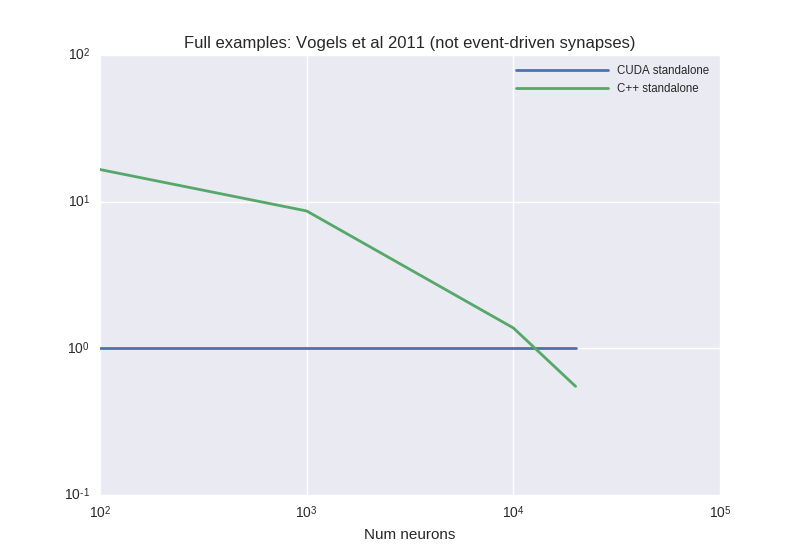 Full examples: Vogels et al 2011 (not event-driven synapses)
10²
CUDA standalone
C++ standalone
10¹
10⁰
10⁻¹
10² 10³ 10⁴ 10⁵
Num neurons